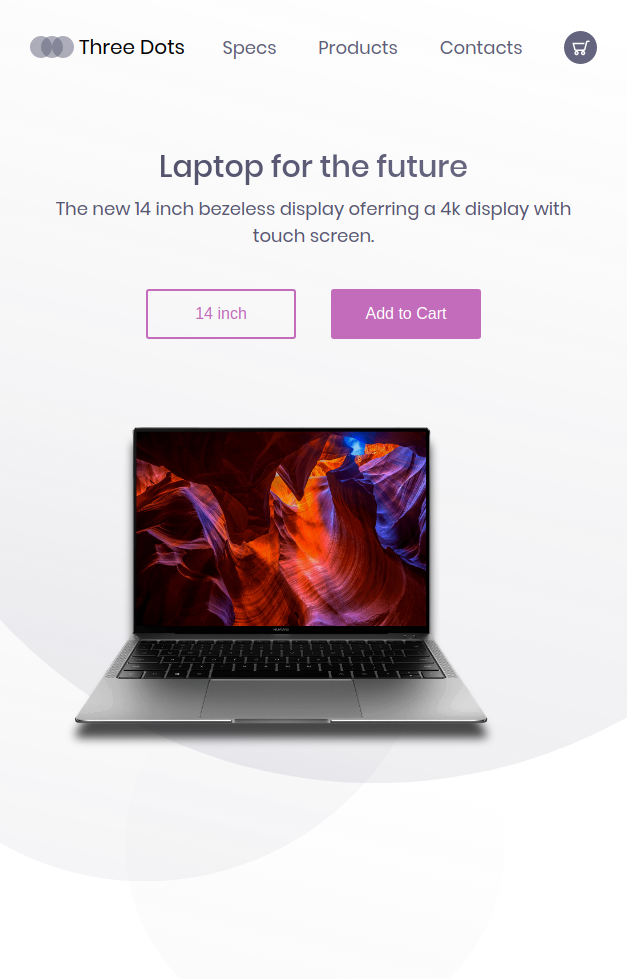 Three Dots Specs Products Contacts
Laptop for the future
The new 14 inch bezeless display oferring a 4k display with
touch screen.
14 inch Add to Cart